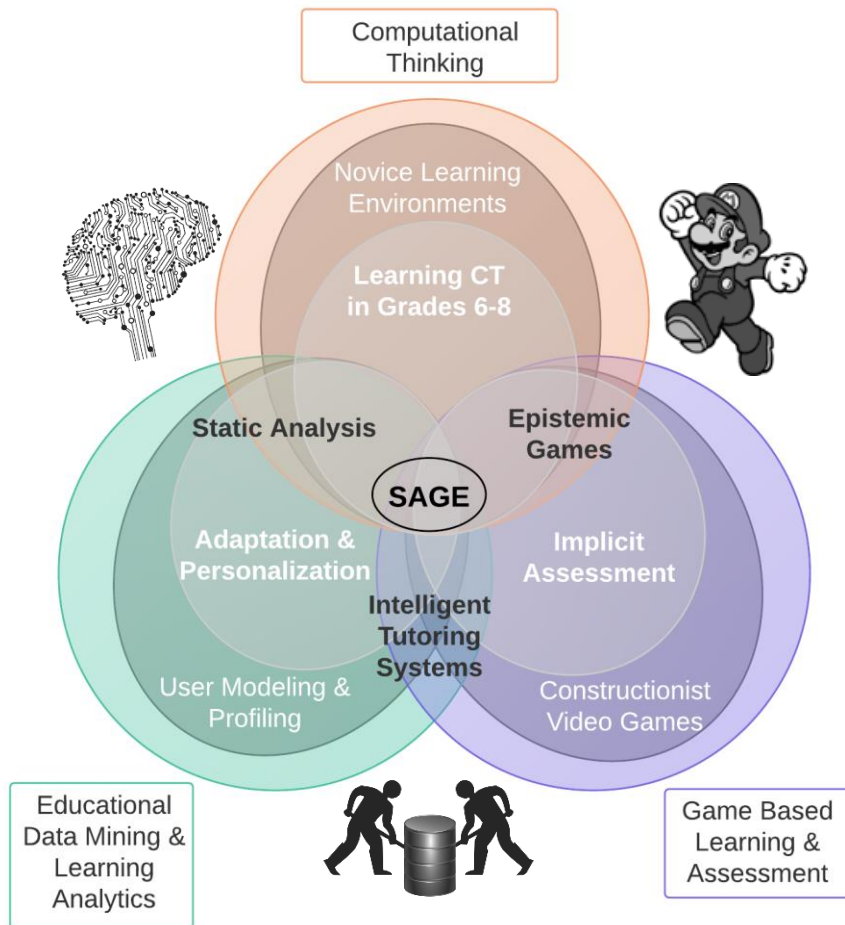 Computational
Thinking
Novice Learning
Environments
Learning CT
in Grades 6-8
Static Analysis
Epistemic
Games
SAGE
Adaptation &
Personalization
Implicit
Assessment
Intelligent
Tutoring
Systems
User Modeling &
Profiling
Constructionist
Video Games
Educational
Data Mining &
Learning
Analytics
Game Based
Learning &
Assessment